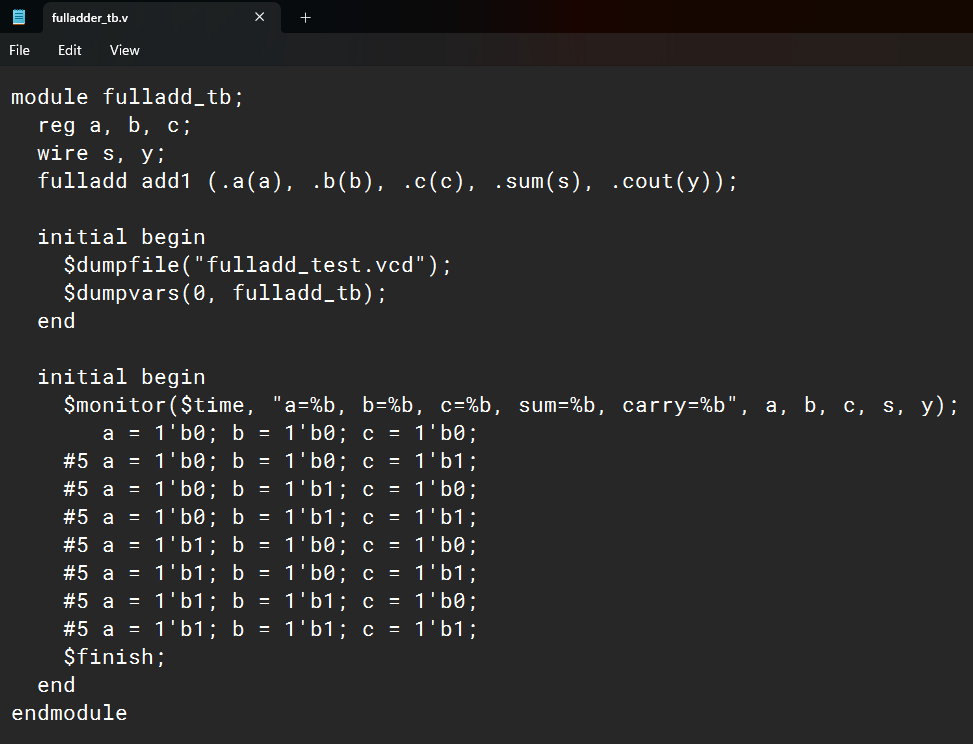 fulladder_tb.v
File Edit View
module fulladd_tb;
  reg a, b, c;
  wire s, y;
  fulladd add1 (.a(a), .b(b), .c(c), .sum(s), .cout(y));

  initial begin
    $dumpfile("fulladd_test.vcd");
    $dumpvars(0, fulladd_tb);
  end

  initial begin
    $monitor($time, "a=%b, b=%b, c=%b, sum=%b, carry=%b", a, b, c, s, y);
       a = 1'b0; b = 1'b0; c = 1'b0;
    #5 a = 1'b0; b = 1'b0; c = 1'b1;
    #5 a = 1'b0; b = 1'b1; c = 1'b0;
    #5 a = 1'b0; b = 1'b1; c = 1'b1;
    #5 a = 1'b1; b = 1'b0; c = 1'b0;
    #5 a = 1'b1; b = 1'b0; c = 1'b1;
    #5 a = 1'b1; b = 1'b1; c = 1'b0;
    #5 a = 1'b1; b = 1'b1; c = 1'b1;
    $finish;
  end
endmodule